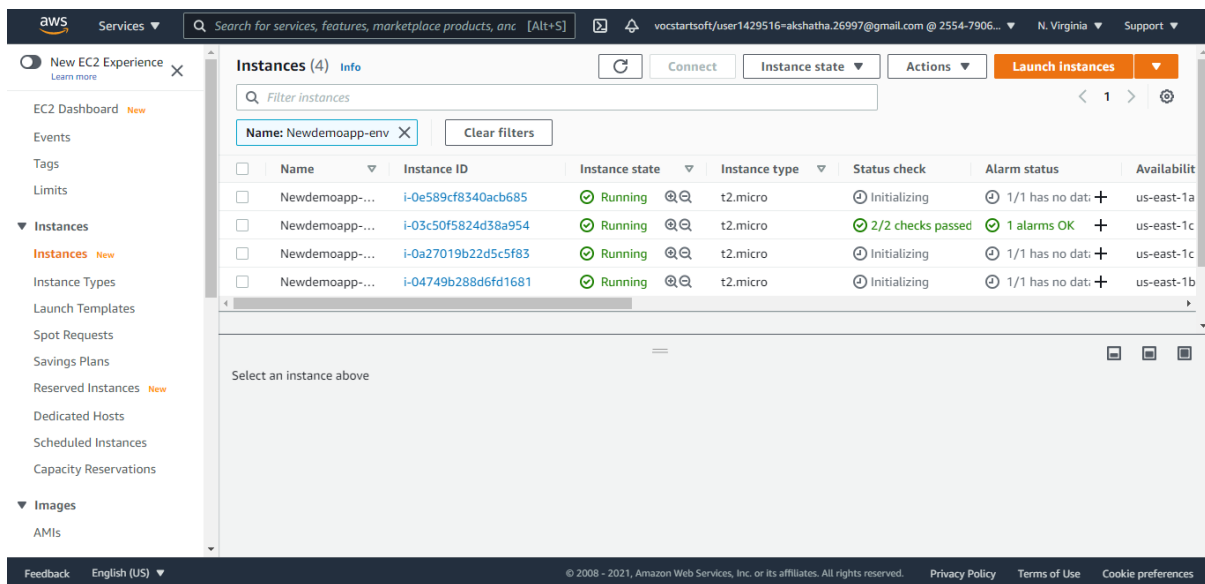 aws Services ▼ Search for services, features, marketplace products, anc [Alt+S] vocstartsoft/user1429516=akshatha.26997@gmail.com @ 2554-7906... ▼ N. Virginia ▼ Support ▼
New EC2 Experience
Learn more
EC2 Dashboard New
Events
Tags
Limits
▼ Instances
Instances New
Instance Types
Launch Templates
Spot Requests
Savings Plans
Reserved Instances New
Dedicated Hosts
Scheduled Instances
Capacity Reservations
▼ Images
AMIs
Instances (4) Info Connect Instance state ▼ Actions ▼ Launch instances ▼
Filter instances < 1 >
Name: Newdemoapp-env X Clear filters
Name Instance ID Instance state Instance type Status check Alarm status Availabilit
Newdemoapp-... i-0e589cf8340acb685 Running t2.micro Initializing 1/1 has no dat + us-east-1a
Newdemoapp-... i-03c50f5824d38a954 Running t2.micro 2/2 checks passed 1 alarms OK + us-east-1c
Newdemoapp-... i-0a27019b22d5c5f83 Running t2.micro Initializing 1/1 has no dat + us-east-1c
Newdemoapp-... i-04749b288d6fd1681 Running t2.micro Initializing 1/1 has no dat + us-east-1b
Select an instance above
Feedback English (US) ▼ © 2008 - 2021, Amazon Web Services, Inc. or its affiliates. All rights reserved. Privacy Policy Terms of Use Cookie preferences